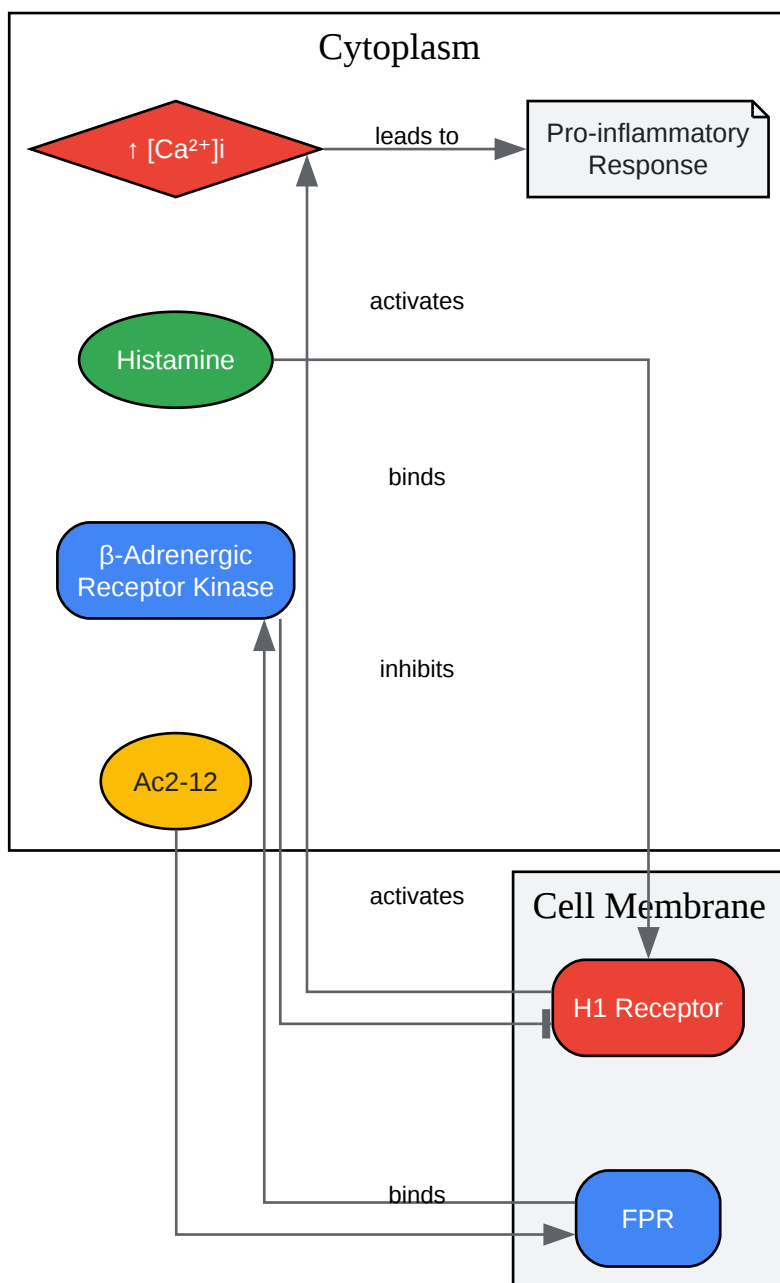 Cytoplasm
↑ [Ca²⁺]i
leads to
Pro-inflammatory
Response
activates
Histamine
binds
β-Adrenergic
Receptor Kinase
inhibits
Ac2-12
activates
Cell Membrane
H1 Receptor
binds
FPR